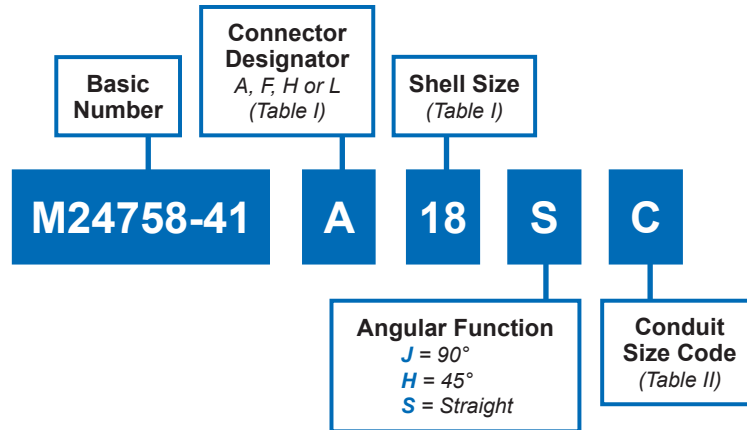 Basic
Number
Connector
Designator
A, F, H or L
(Table I)
Shell Size
(Table I)
M24758-41 A 18 S C
Angular Function
J = 90°
H = 45°
S = Straight
Conduit
Size Code
(Table II)